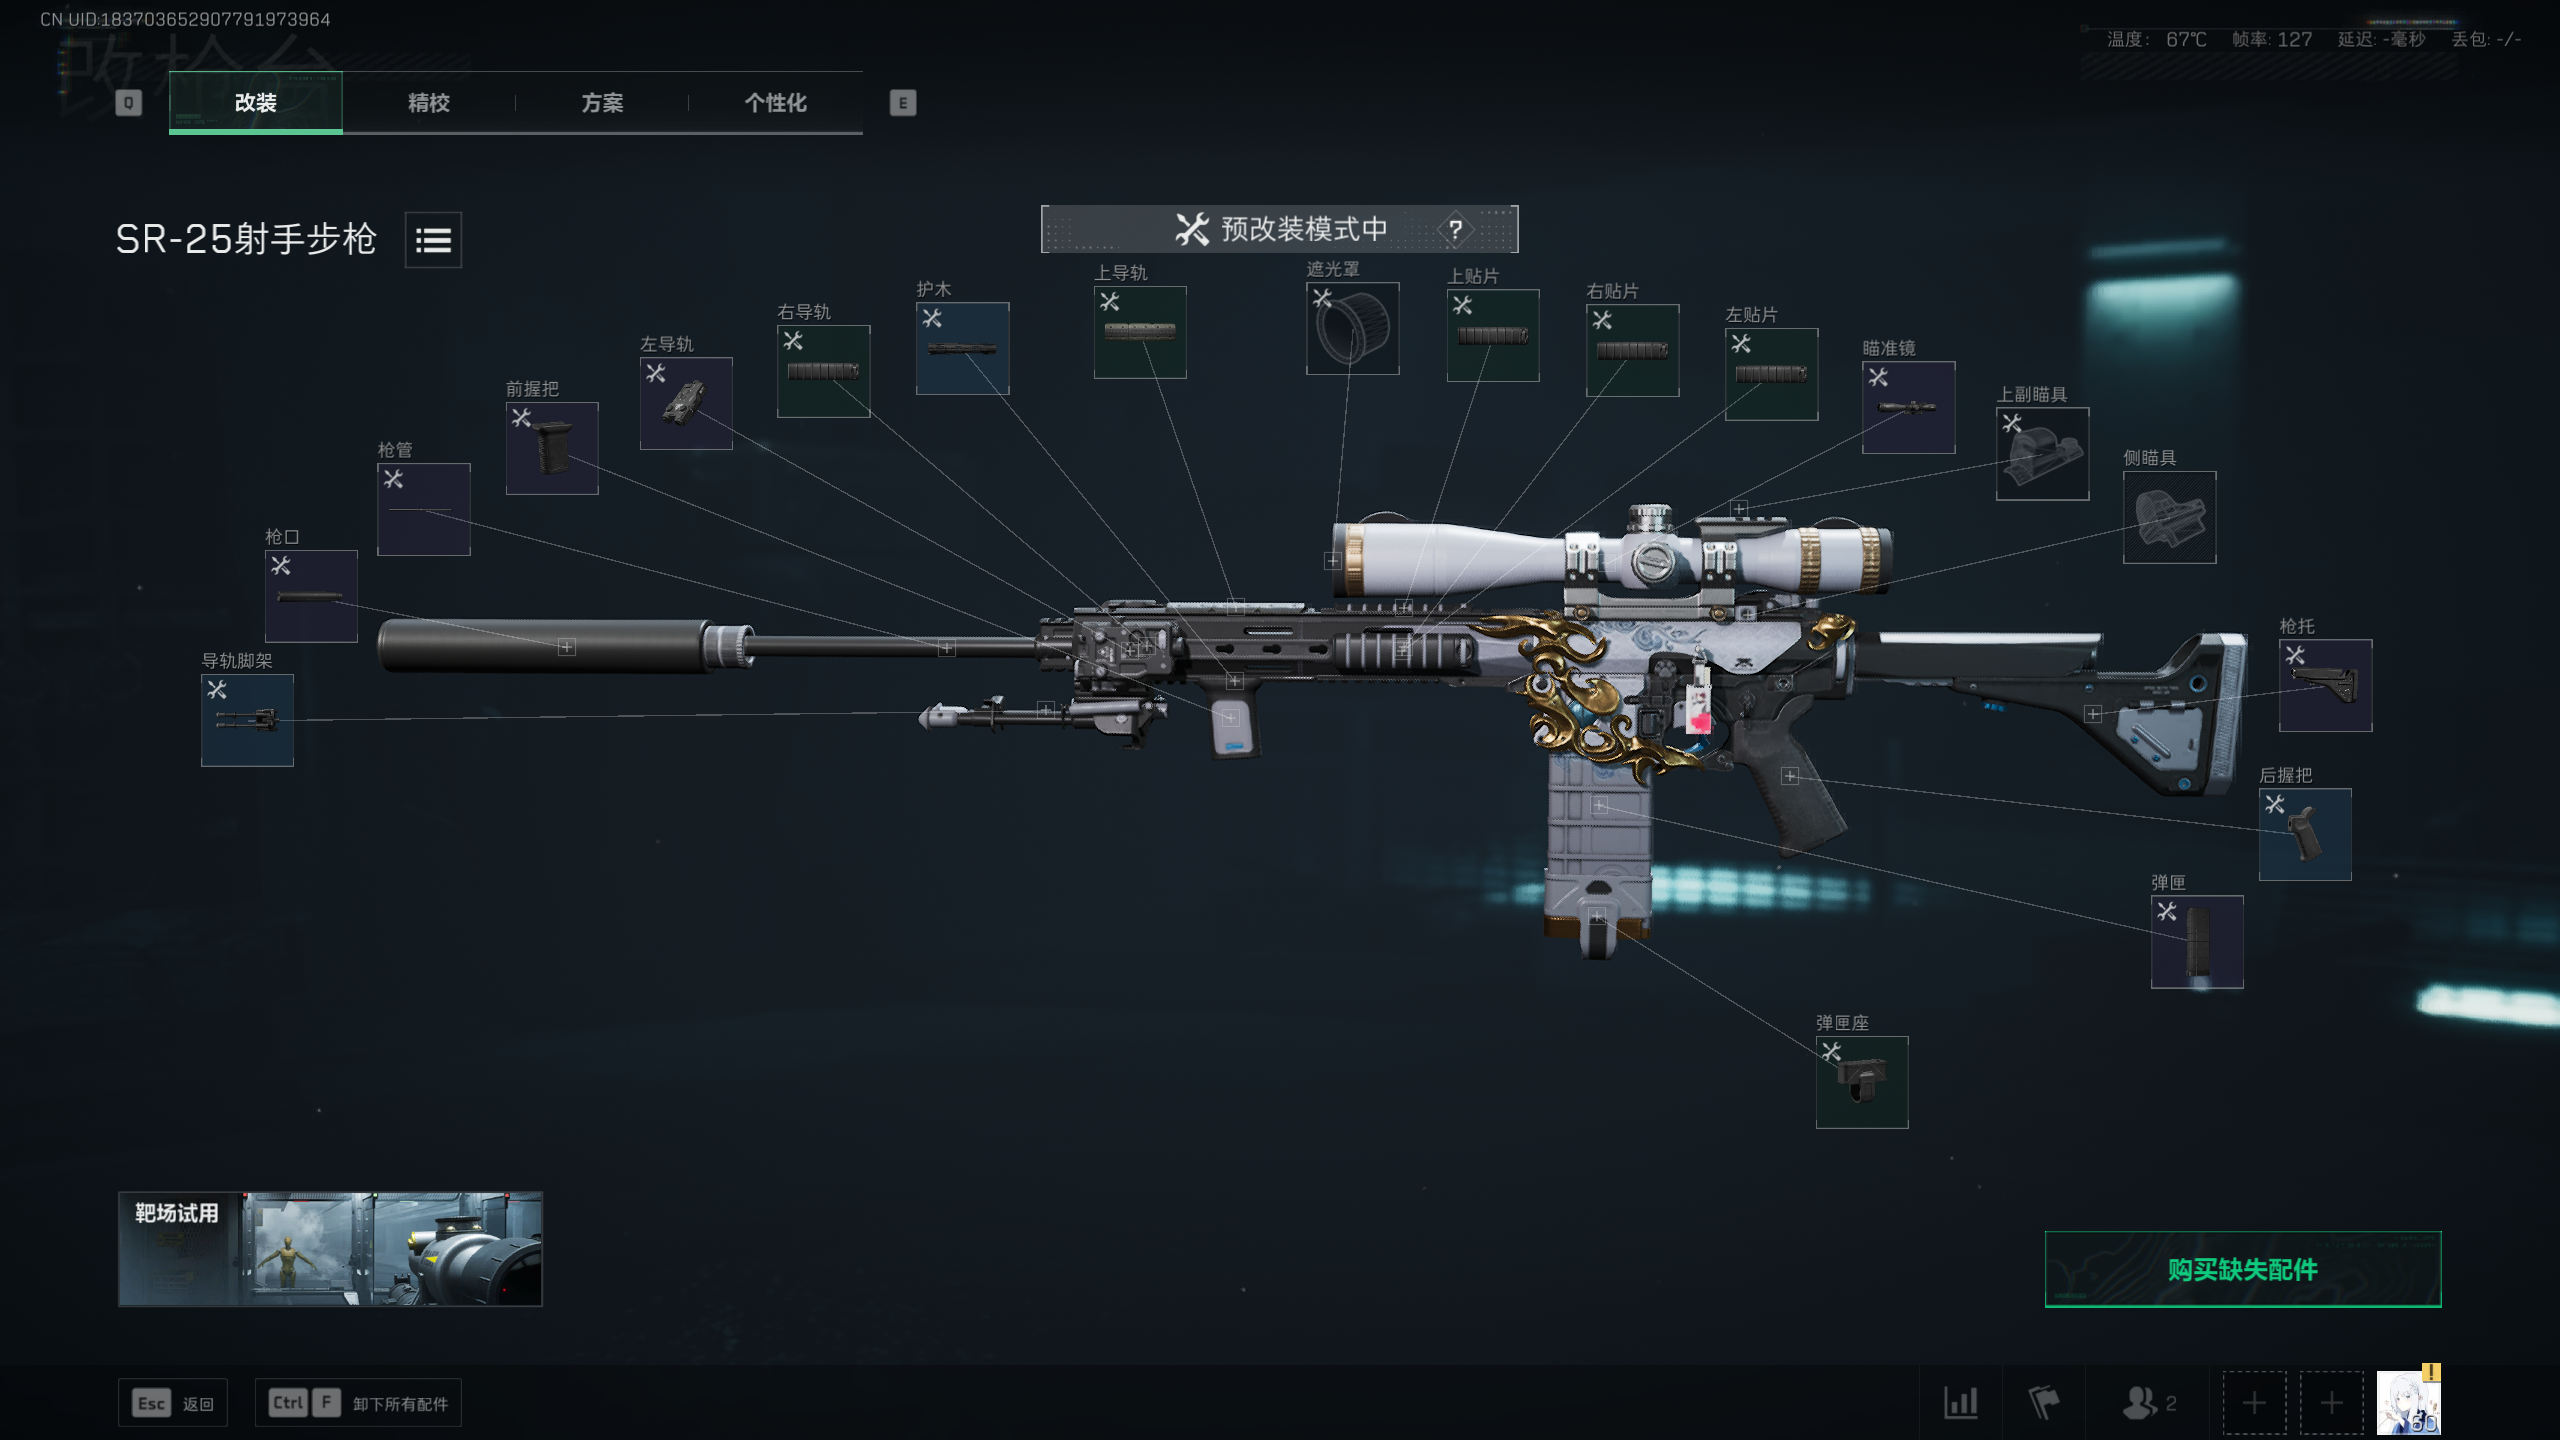 CN UID:183703652907791973964
改枪台
温度: 67℃ 帧率: 127 延迟: -毫秒 丢包: -/-
Q 改装 精校 方案 个性化 E
SR-25射手步枪
预改装模式中 ?
遮光罩
上导轨
上贴片
护木
右贴片
右导轨
左贴片
左导轨
瞄准镜
前握把
上副瞄具
枪管
侧瞄具
枪口
枪托
导轨脚架
后握把
弹匣
弹匣座
靶场试用
购买缺失配件
Esc 返回 Ctrl F 卸下所有配件
2
60